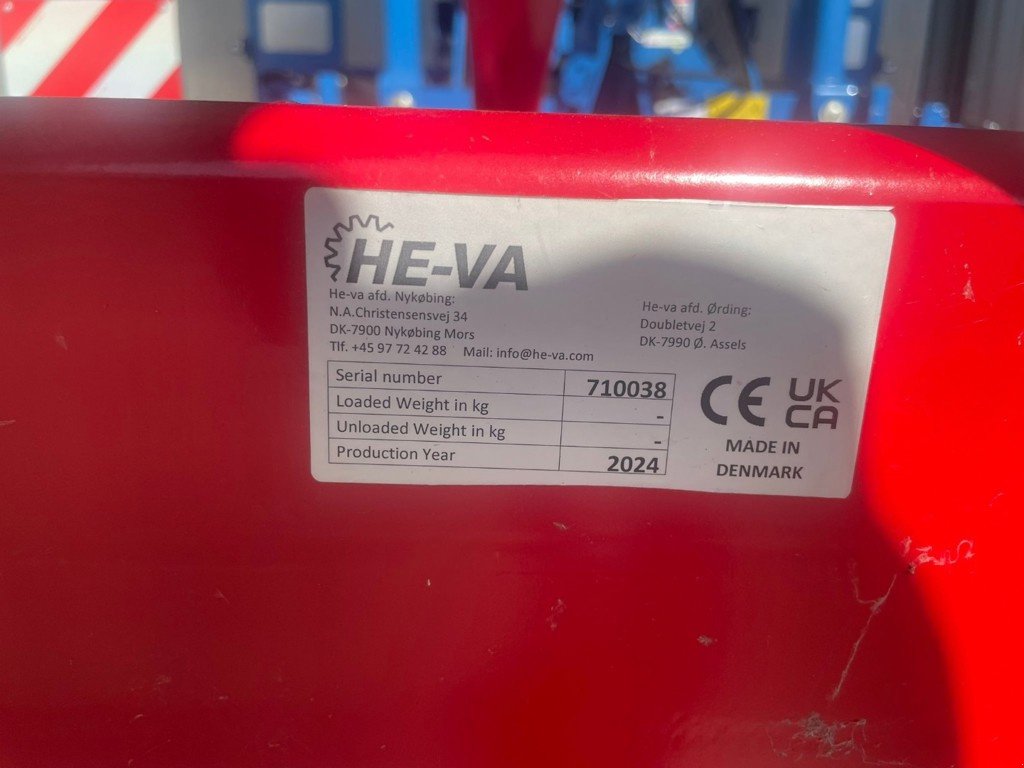 HE-VA
He-va afd. Nykøbing:
N.A.Christensensvej 34
DK-7900 Nykøbing Mors
Tlf. +45 97 72 42 88 Mail: info@he-va.com
He-va afd. Ørding:
Doubletvej 2
DK-7990 Ø. Assels
Serial number 710038
Loaded Weight in kg -
Unloaded Weight in kg -
Production Year 2024
CE UK
CA
MADE IN
DENMARK